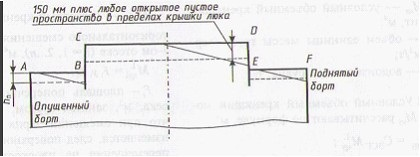 150 мм плюс любое открытое пустое
пространство в пределах крышки люка
C
D
A
B
E
F
Опущенный
борт
Поднятый
борт